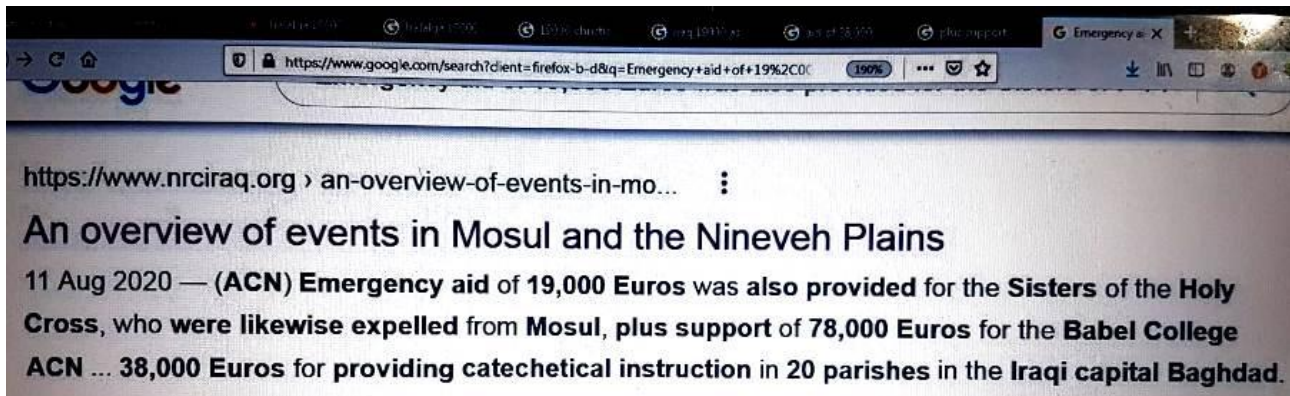 Emergency a
https://www.google.com/search?client=firefox-b-d&q=Emergency+aid+of+19%2C0 190%
https://www.nrciraq.org › an-overview-of-events-in-mo...
An overview of events in Mosul and the Nineveh Plains
11 Aug 2020 — (ACN) Emergency aid of 19,000 Euros was also provided for the Sisters of the Holy
Cross, who were likewise expelled from Mosul, plus support of 78,000 Euros for the Babel College
ACN ... 38,000 Euros for providing catechetical instruction in 20 parishes in the Iraqi capital Baghdad.